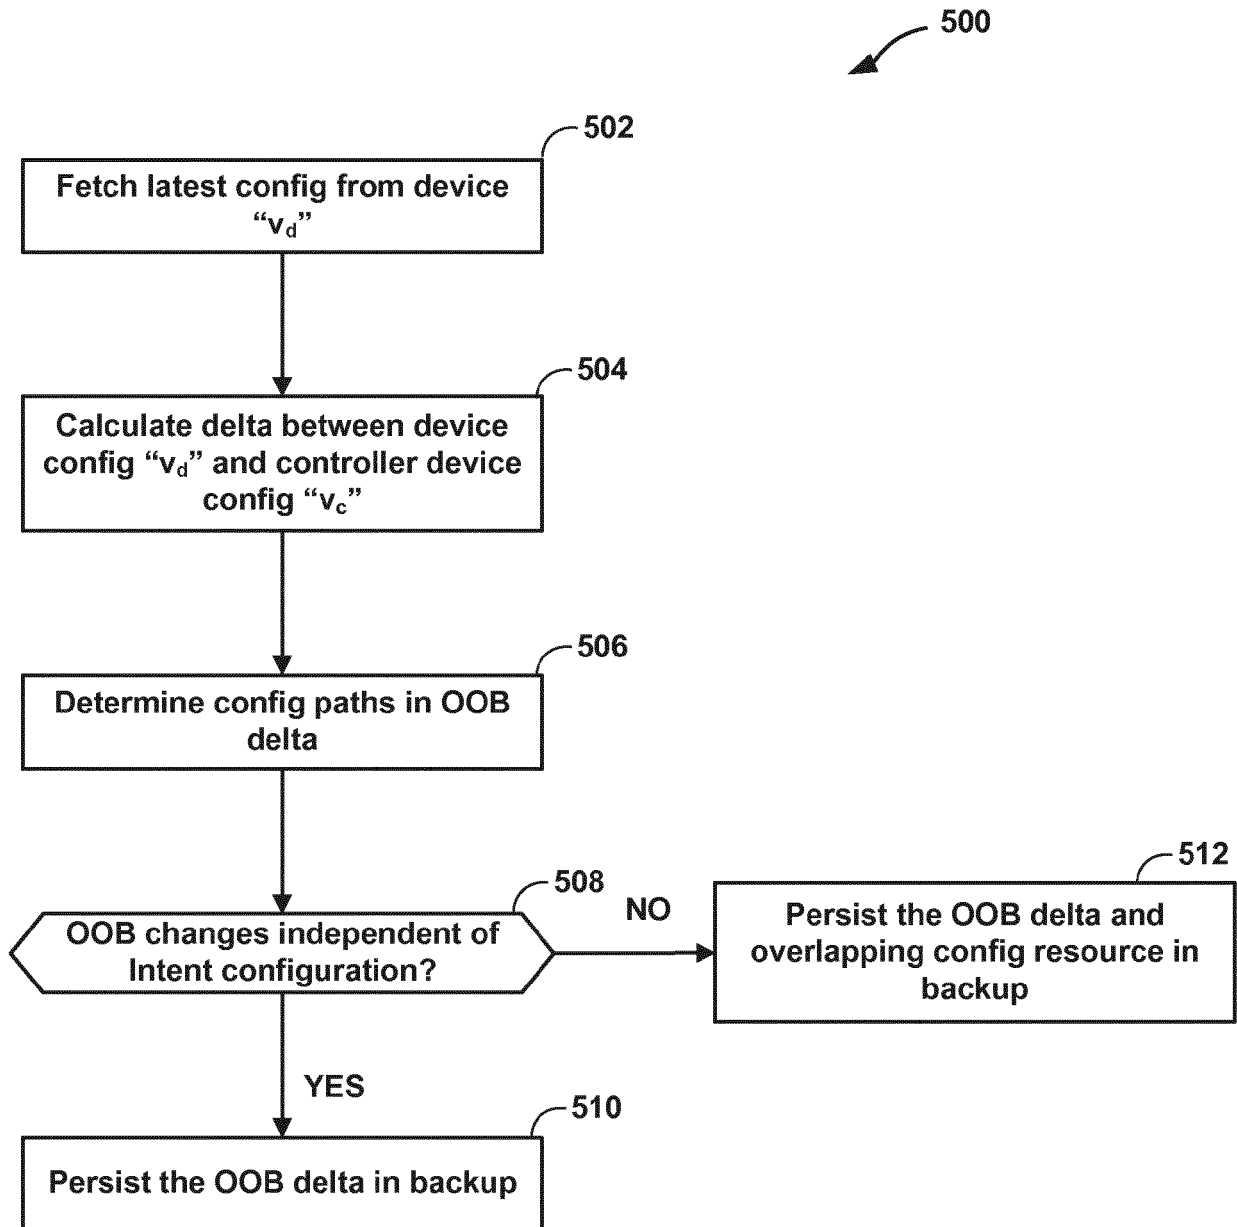 500
502
Fetch latest config from device
“vd”
504
Calculate delta between device
config “vd” and controller device
config “vc”
506
Determine config paths in OOB
delta
508
OOB changes independent of
Intent configuration?
NO
512
Persist the OOB delta and
overlapping config resource in
backup
YES
510
Persist the OOB delta in backup